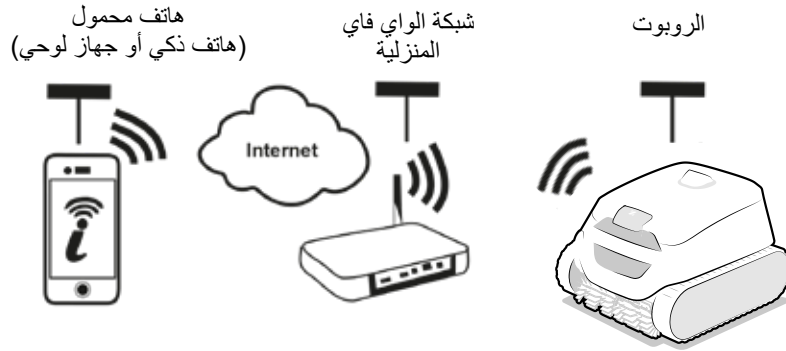 الروبوت
شبكة الواي فاي
المنزلية
هاتف محمول
(هاتف ذكي أو جهاز لوحي)
Internet
i